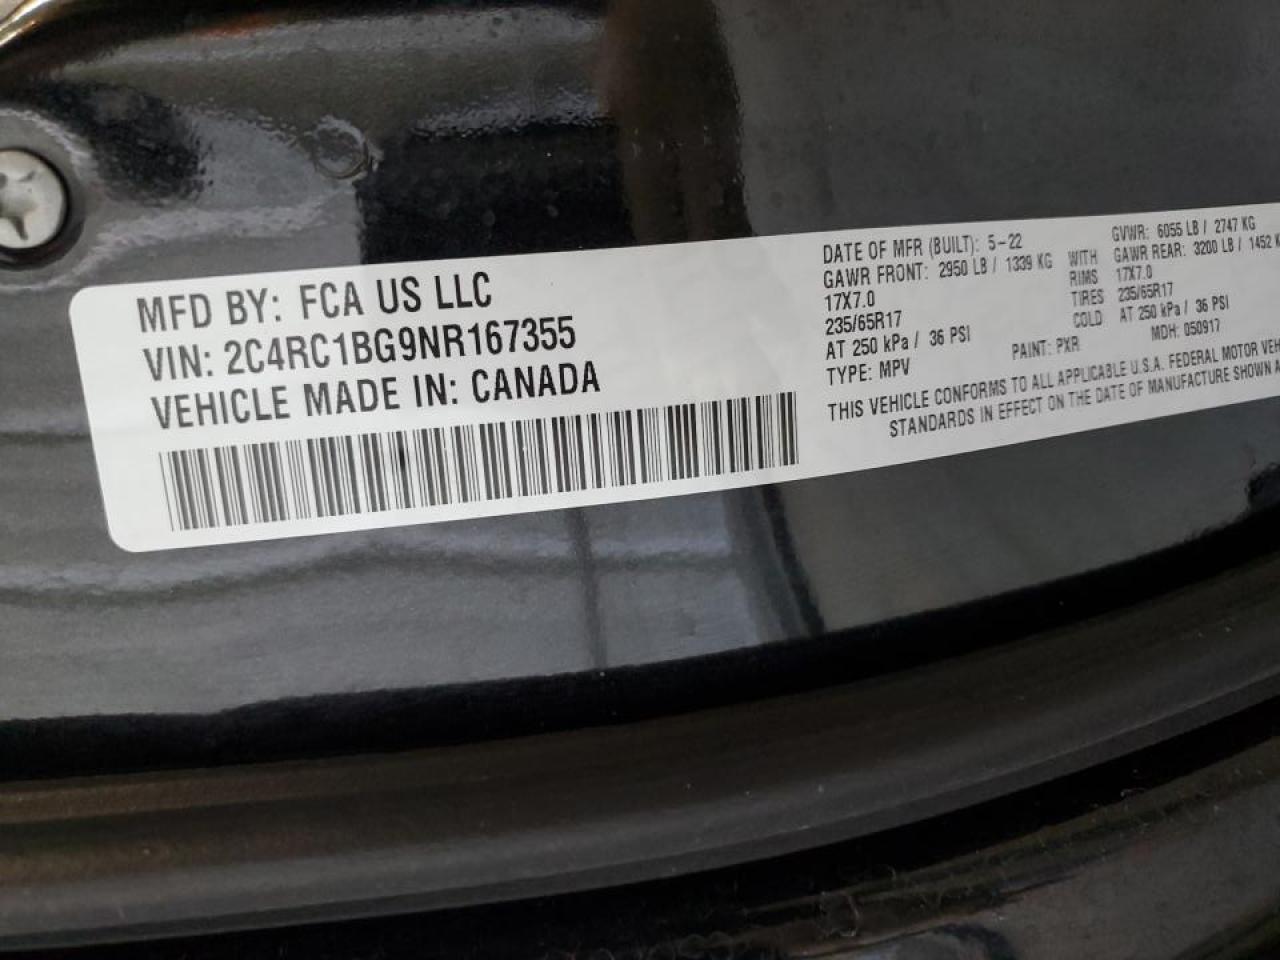 MFD BY: FCA US LLC
VIN: 2C4RC1BG9NR167355
VEHICLE MADE IN: CANADA
DATE OF MFR (BUILT): 5-22
GVWR: 6055 LB / 2747 KG
GAWR FRONT: 2950 LB / 1339 KG WITH GAWR REAR: 3200 LB / 1452 K
17X7.0 RIMS 17X7.0
235/65R17 TIRES 235/65R17
AT 250 kPa / 36 PSI COLD AT 250 kPa / 36 PSI
TYPE: MPV PAINT: PXR MDH: 050917
THIS VEHICLE CONFORMS TO ALL APPLICABLE U.S.A. FEDERAL MOTOR VEH
STANDARDS IN EFFECT ON THE DATE OF MANUFACTURE SHOWN A